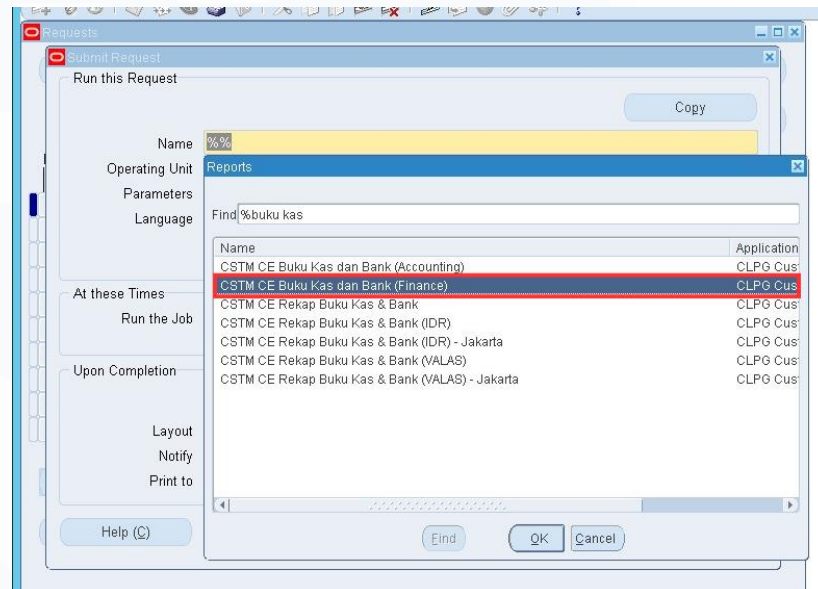 Requests
Submit Request
Run this Request
Copy
Name %%
Operating Unit
Parameters
Language
Reports
Find %buku kas
Name Application
CSTM CE Buku Kas dan Bank (Accounting) CLPG Cus
CSTM CE Buku Kas dan Bank (Finance) CLPG Cus
CSTM CE Rekap Buku Kas & Bank CLPG Cus
CSTM CE Rekap Buku Kas & Bank (IDR) CLPG Cus
CSTM CE Rekap Buku Kas & Bank (IDR) - Jakarta CLPG Cus
CSTM CE Rekap Buku Kas & Bank (VALAS) CLPG Cus
CSTM CE Rekap Buku Kas & Bank (VALAS) - Jakarta CLPG Cus
At these Times
Run the Job
Upon Completion
Layout
Notify
Print to
Help (C)
Find OK Cancel